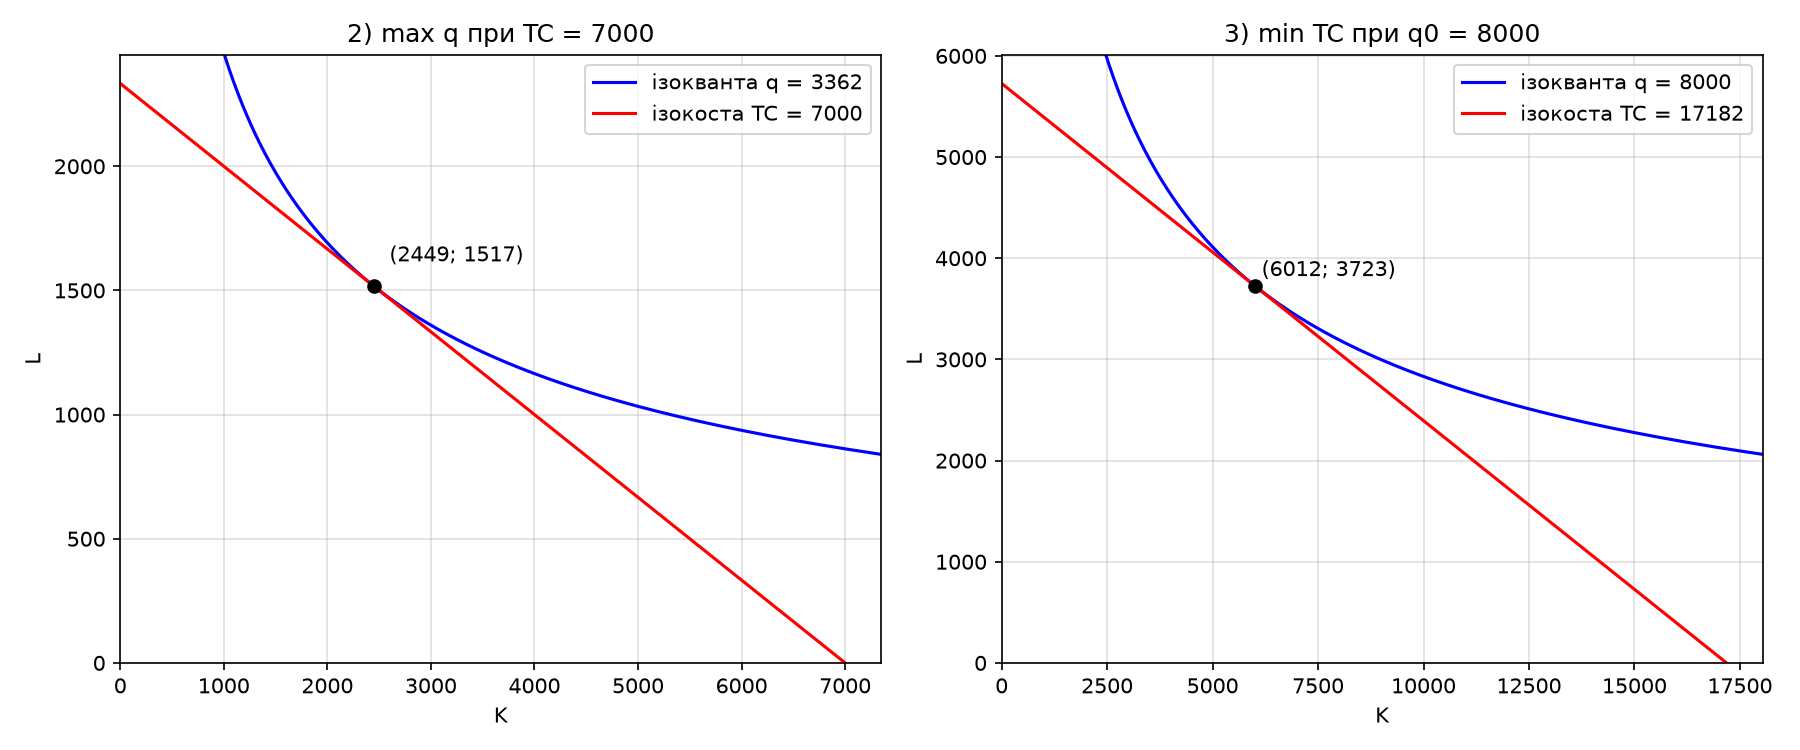 2) max q при TC = 7000
ізокванта q = 3362
ізокоста TC = 7000
(2449; 1517)
2000
1500
1000
500
0
L
0 1000 2000 3000 4000 5000 6000 7000
K
3) min TC при q0 = 8000
ізокванта q = 8000
ізокоста TC = 17182
(6012; 3723)
6000
5000
4000
3000
2000
1000
0
L
0 2500 5000 7500 10000 12500 15000 17500
K